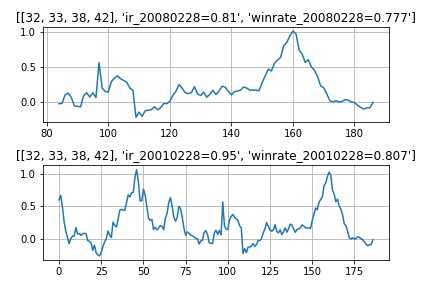 [[32, 33, 38, 42], 'ir_20080228=0.81', 'winrate_20080228=0.777']
1.0
0.5
0.0
80 100 120 140 160 180
[[32, 33, 38, 42], 'ir_20010228=0.95', 'winrate_20010228=0.807']
1.0
0.5
0.0
0 25 50 75 100 125 150 175